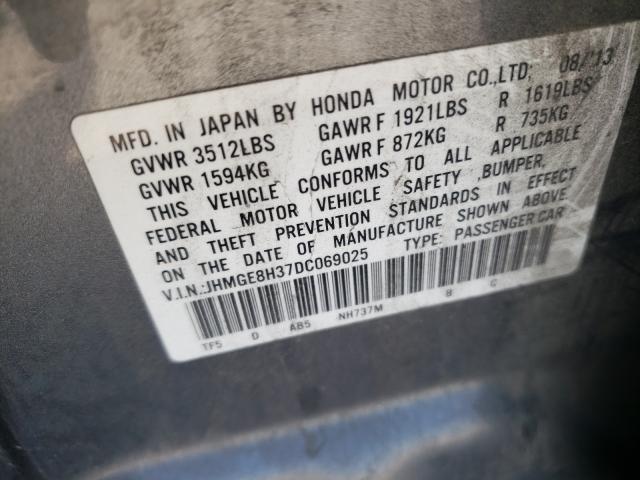 MFD. IN JAPAN BY HONDA MOTOR CO.,LTD; 08/'13
GVWR 3512LBS GAWR F 1921LBS R 1619LBS
GVWR 1594KG GAWR F 872KG R 735KG
THIS VEHICLE CONFORMS TO ALL APPLICABLE
FEDERAL MOTOR VEHICLE SAFETY ,BUMPER,
AND THEFT PREVENTION STANDARDS IN EFFECT
ON THE DATE OF MANUFACTURE SHOWN ABOVE.
V.I.N.:JHMGE8H37DC069025 TYPE: PASSENGER CAR
TF5 D AB5 NH737M B C